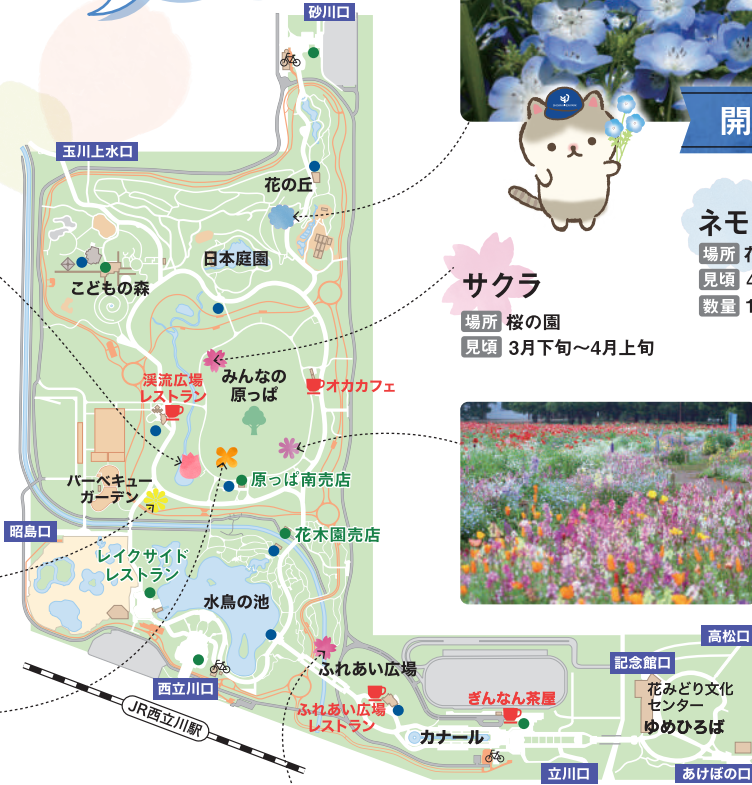 砂川口
玉川上水口
花の丘
日本庭園
こどもの森
渓流広場
レストラン
みんなの
原っぱ
オカカフェ
バーベキュー
ガーデン
原っぱ南売店
昭島口
花木園売店
レイクサイド
レストラン
水鳥の池
西立川口
JR西立川駅
ふれあい広場
ふれあい広場
レストラン
ぎんなん茶屋
カナール
高松口
記念館口
花みどり文化
センター
ゆめひろば
立川口
あけぼの口
開
ネモ
場所
見頃 4
数量 1
サクラ
場所 桜の園
見頃 3月下旬〜4月上旬